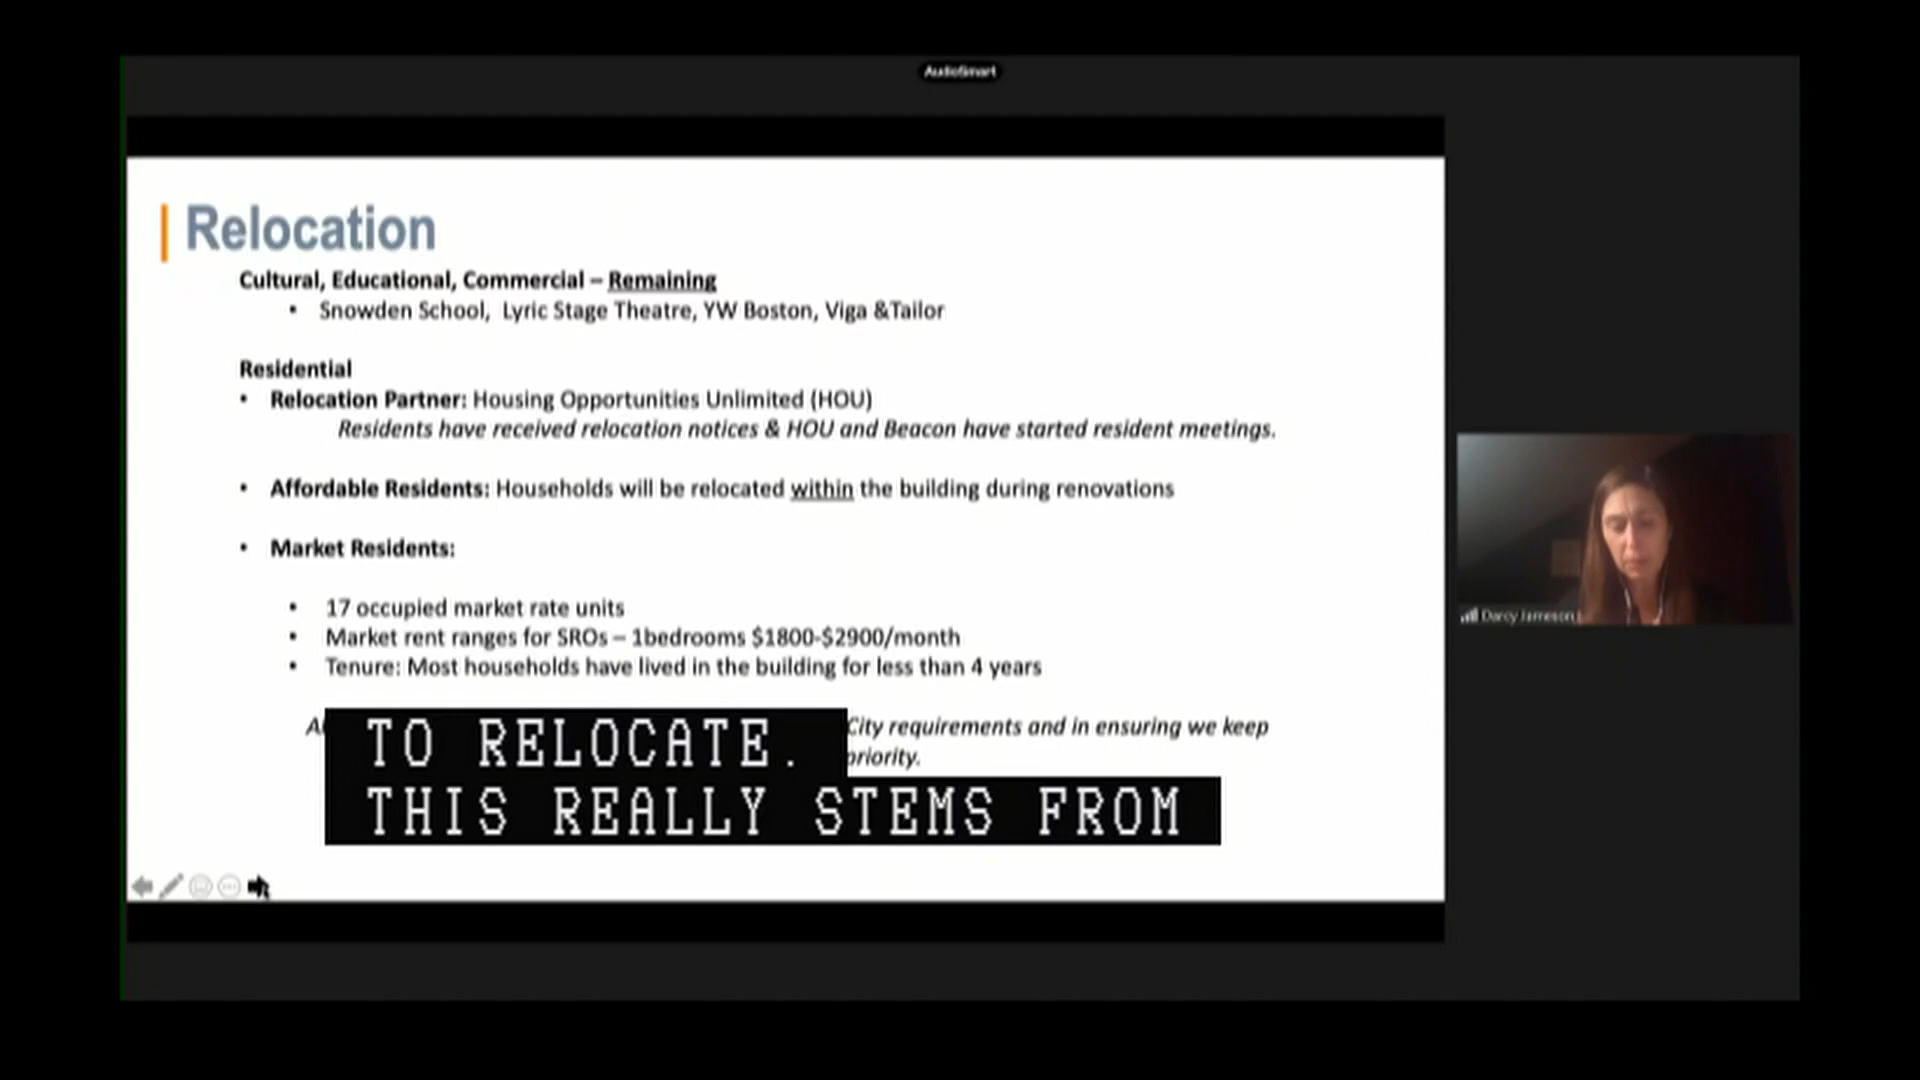 AudioSmart
Relocation
Cultural, Educational, Commercial – Remaining
• Snowden School, Lyric Stage Theatre, YW Boston, Viga &Tailor
Residential
• Relocation Partner: Housing Opportunities Unlimited (HOU)
Residents have received relocation notices & HOU and Beacon have started resident meetings.
• Affordable Residents: Households will be relocated within the building during renovations
• Market Residents:
• 17 occupied market rate units
• Market rent ranges for SROs – 1bedrooms $1800-$2900/month
• Tenure: Most households have lived in the building for less than 4 years
City requirements and in ensuring we keep
priority.
TO RELOCATE.
THIS REALLY STEMS FROM
Darcy Jameson